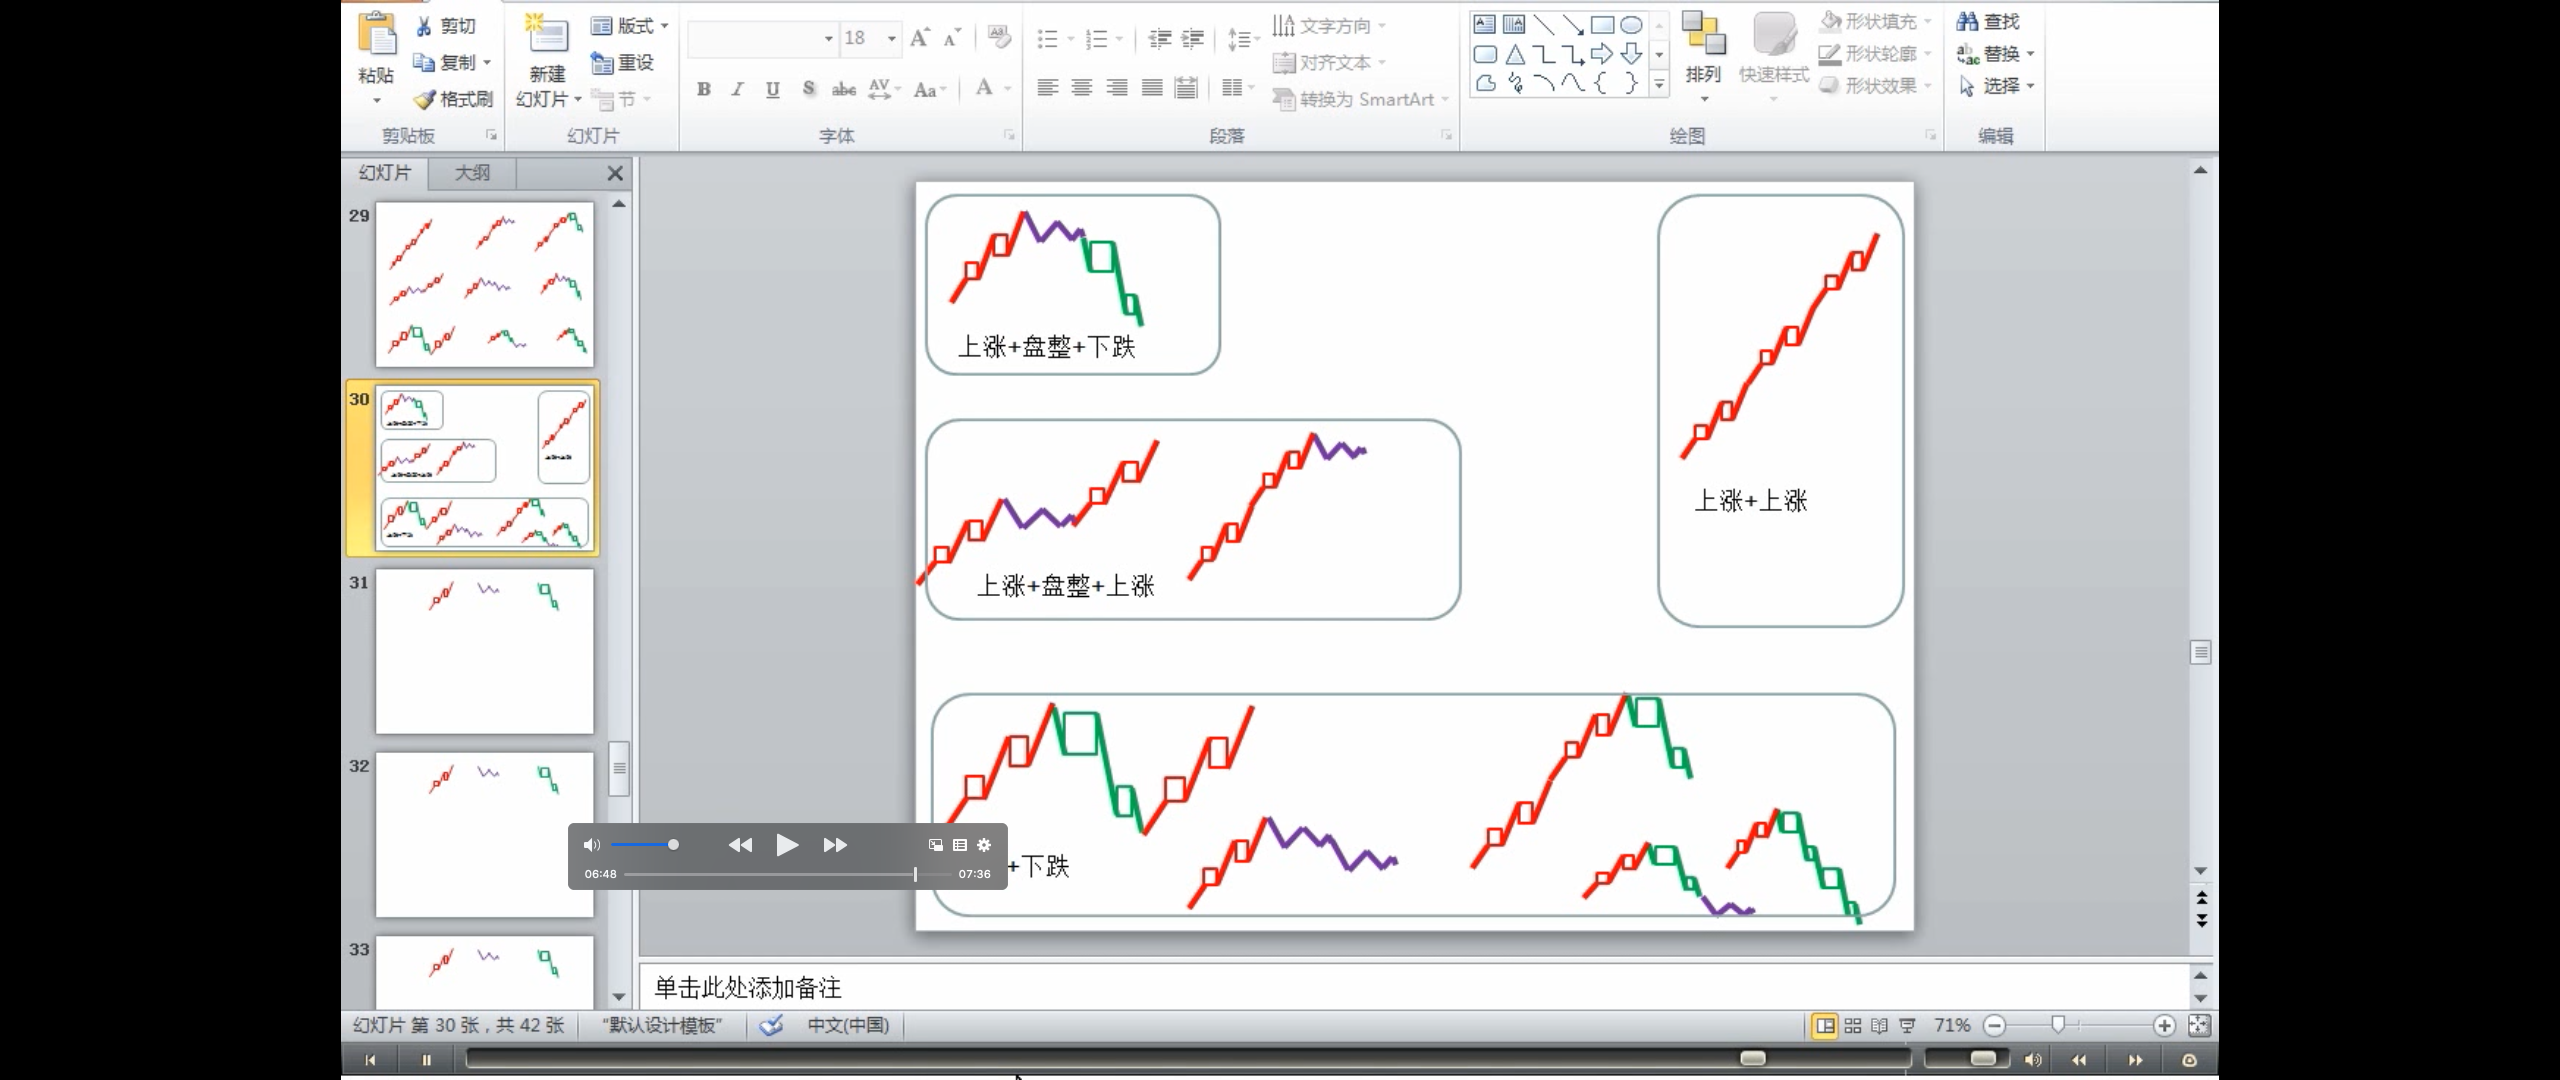 剪切
复制
格式刷
粘贴
剪贴板
新建
幻灯片
版式
重设
节
幻灯片
18
B I U S abc AV Aa A
字体
文字方向
对齐文本
转换为 SmartArt
段落
排列
快速样式
形状填充
形状轮廓
形状效果
绘图
查找
替换
选择
编辑
幻灯片 大纲
29
30
31
32
33
上涨+盘整+下跌
上涨+上涨
上涨+盘整+上涨
+下跌
06:48 07:36
单击此处添加备注
幻灯片 第 30 张，共 42 张 “默认设计模板” 中文(中国) 71%